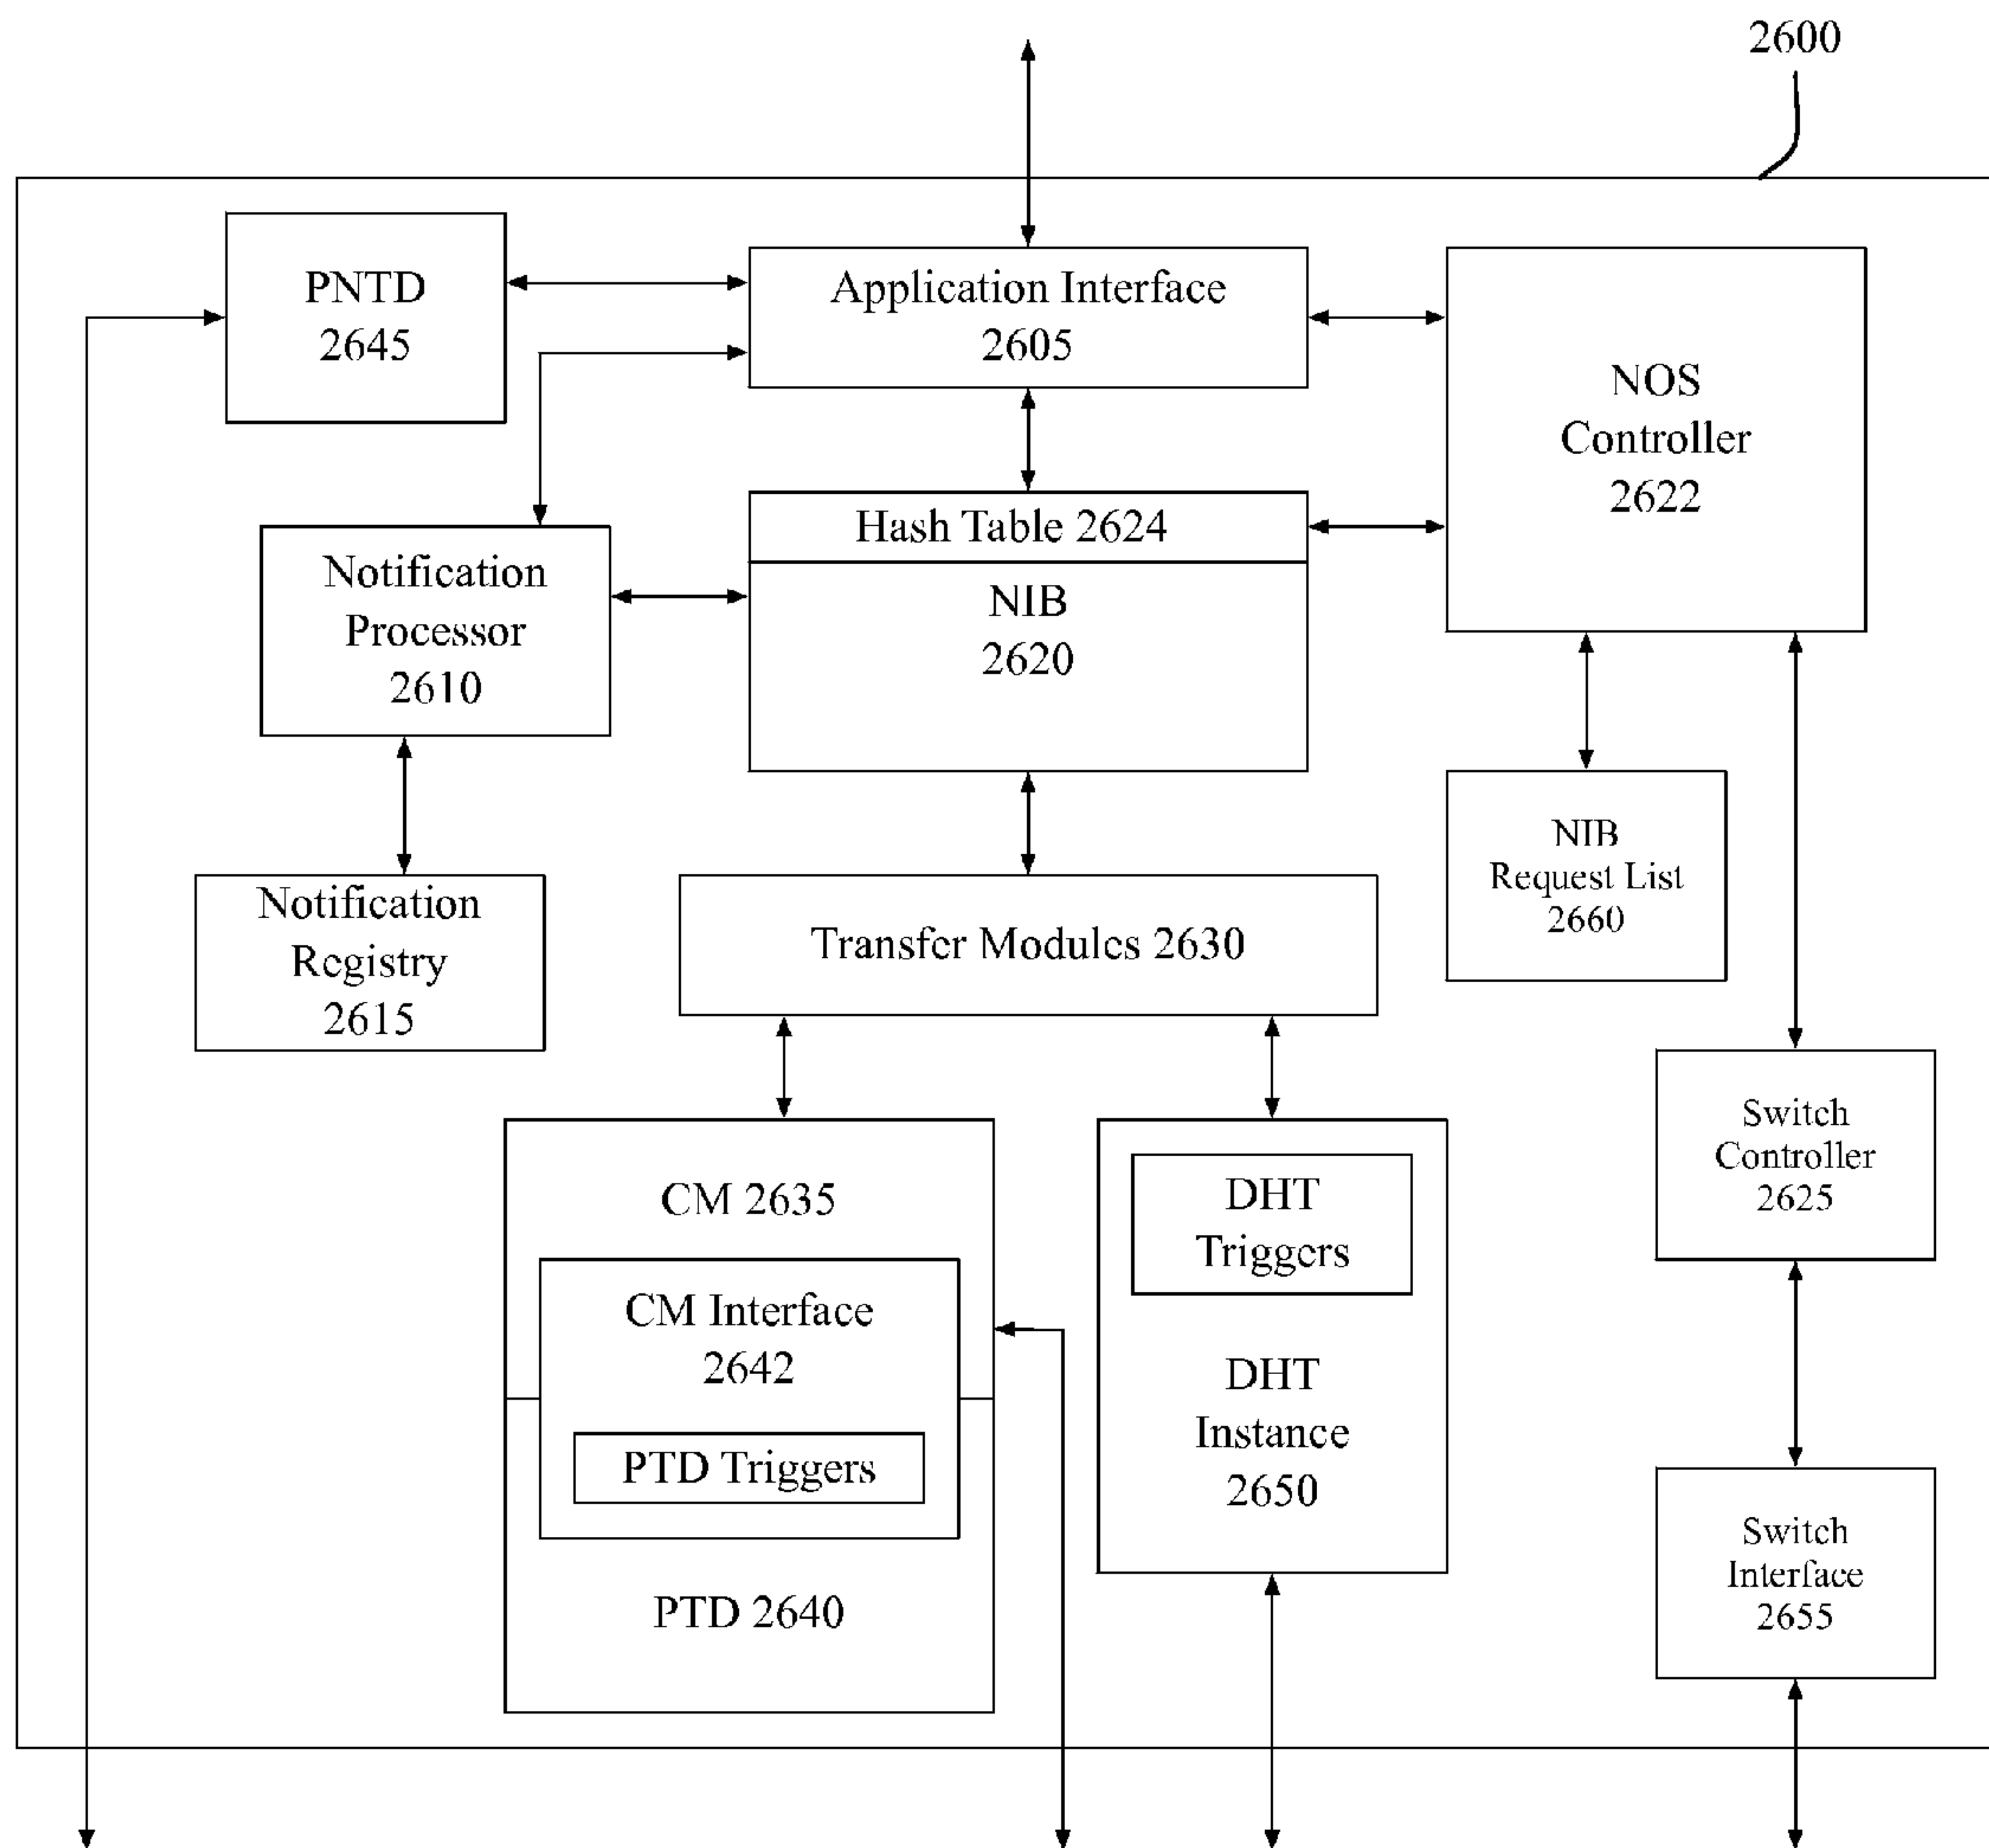 2600
PNTD
2645
Application Interface
2605
NOS
Controller
2622
Hash Table 2624
NIB
2620
Notification
Processor
2610
Notification
Registry
2615
Transfer Modules 2630
NIB
Request List
2660
CM 2635
CM Interface
2642
PTD Triggers
PTD 2640
DHT
Triggers
DHT
Instance
2650
Switch
Controller
2625
Switch
Interface
2655